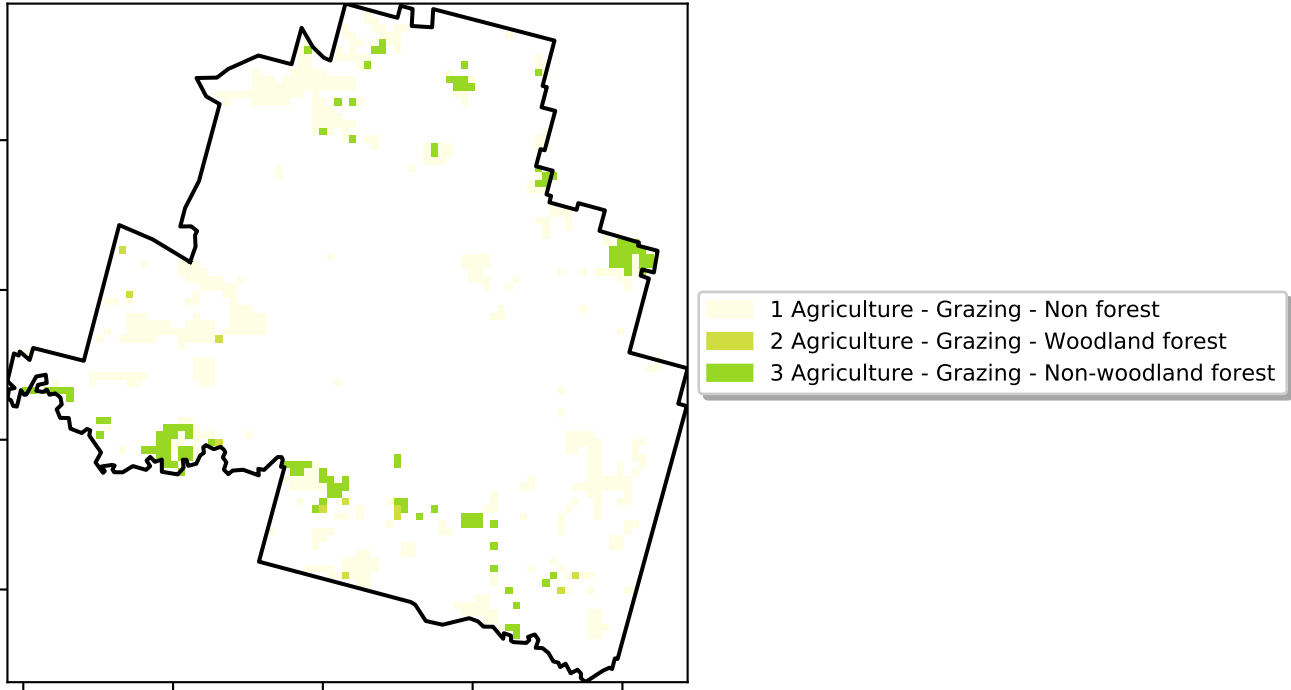 1 Agriculture - Grazing - Non forest
2 Agriculture - Grazing - Woodland forest
3 Agriculture - Grazing - Non-woodland forest